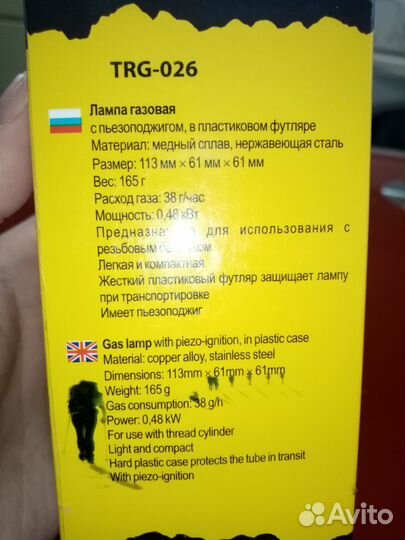 TRG-026
Лампа газовая
с пьезоподжигом, в пластиковом футляре
Материал: медный сплав, нержавеющая сталь
Размер: 113 мм × 61 мм × 61 мм
Вес: 165 г
Расход газа: 38 г/час
Мощность: 0,48 кВт
для использования с
резьбовым
Легкая и компактная
Жесткий пластиковый футляр защищает лампу
при транспортировке
Имеет пьезоподжиг
Gas lamp with piezo-ignition, in plastic case
Material: copper alloy, stainless steel
Dimensions: 113mm × 61mm × 61mm
Weight: 165 g
Gas consumption: 38 g/h
Power: 0,48 kW
For use with thread cylinder
Light and compact
Hard plastic case protects the tube in transit
With piezo-ignition
Avito